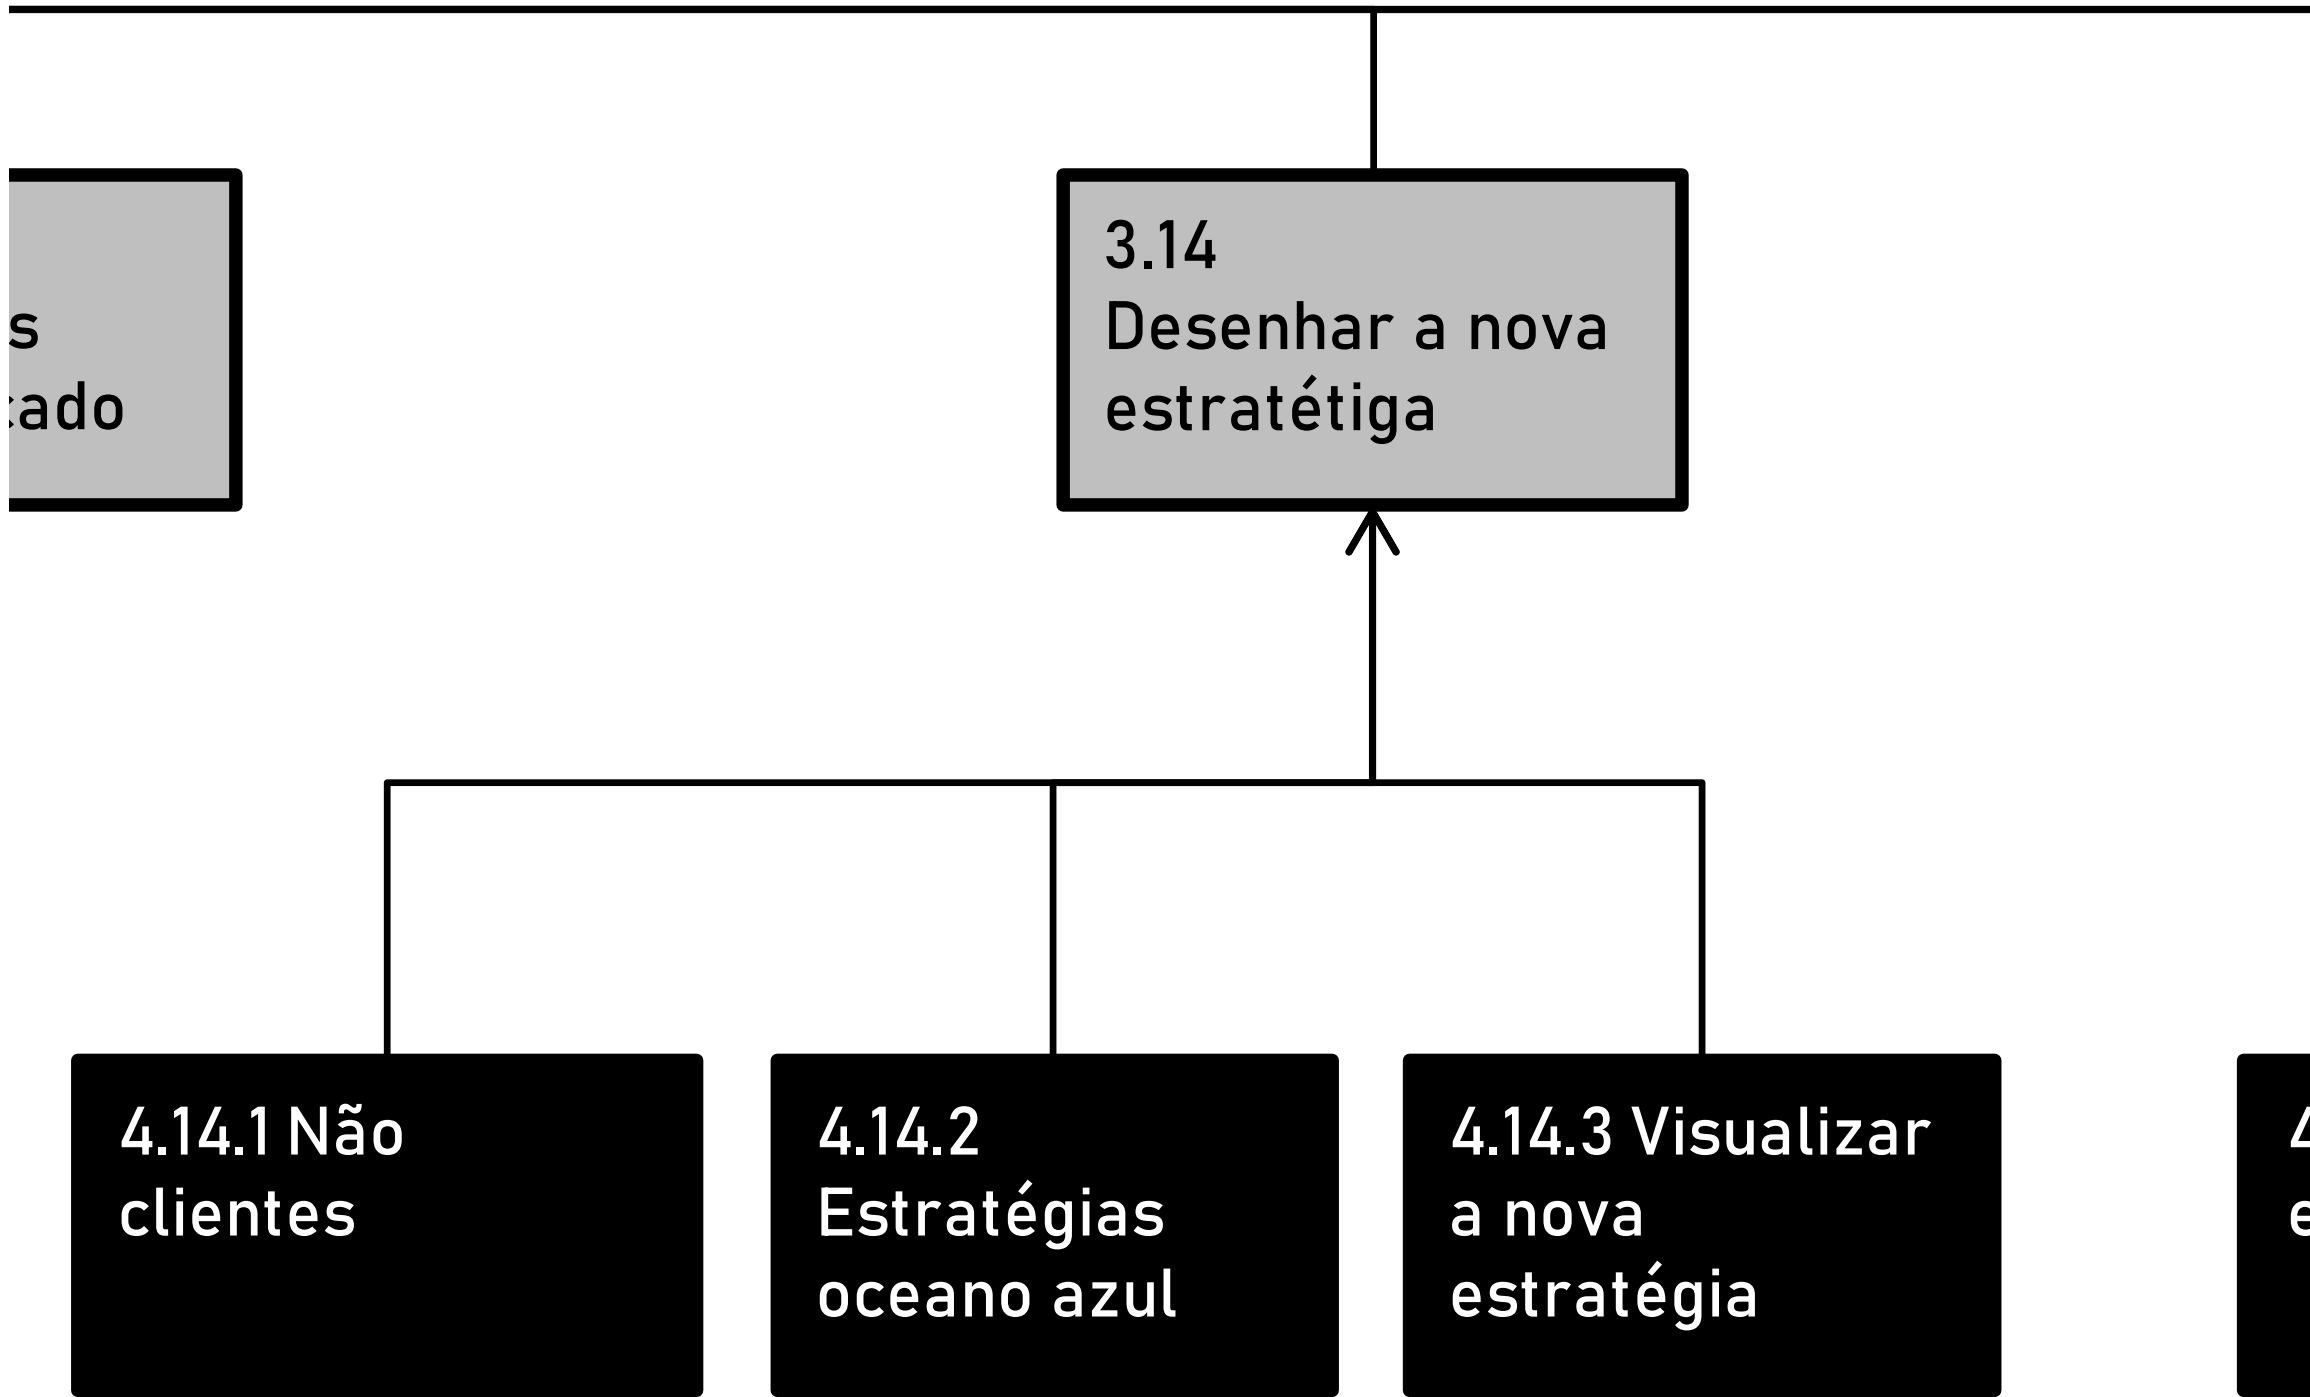 3.14
Desenhar a nova
estratétiga
4.14.1 Não
clientes
4.14.2
Estratégias
oceano azul
4.14.3 Visualizar
a nova
estratégia